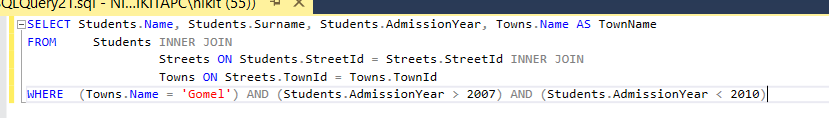 SQLQuery21.sql - NI...IKITAPC\nikit (55))
SELECT Students.Name, Students.Surname, Students.AdmissionYear, Towns.Name AS TownName
FROM Students INNER JOIN
Streets ON Students.StreetId = Streets.StreetId INNER JOIN
Towns ON Streets.TownId = Towns.TownId
WHERE (Towns.Name = 'Gomel') AND (Students.AdmissionYear > 2007) AND (Students.AdmissionYear < 2010)